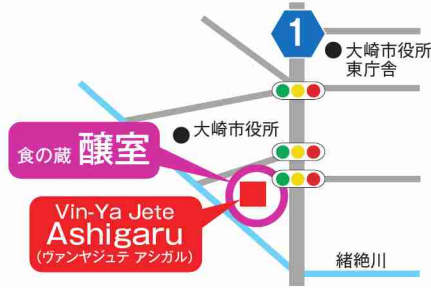 1
大崎市役所
東庁舎
大崎市役所
食の蔵 醸室
Vin-Ya Jete
Ashigaru
(ヴァンヤジュテ アシガル)
緒絶川